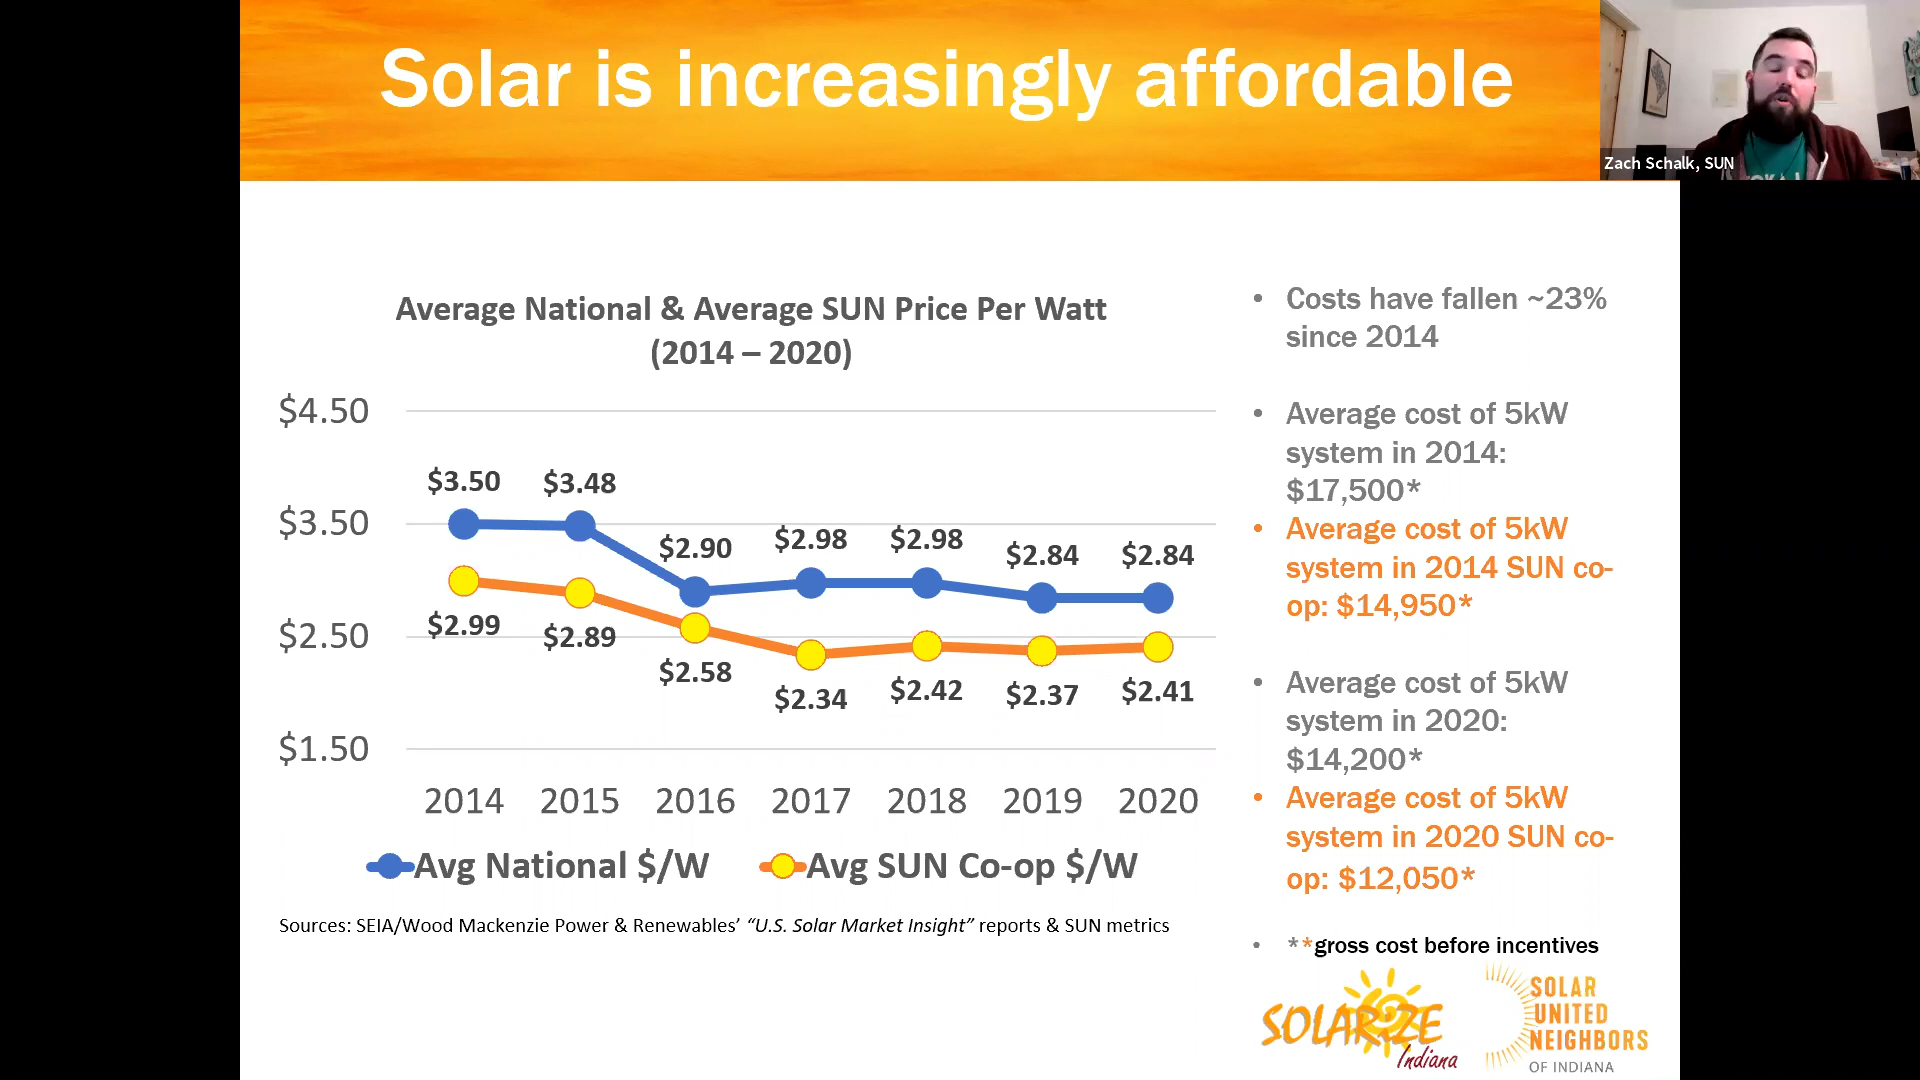 Solar is increasingly affordable
Zach Schalk, SUN
Average National & Average SUN Price Per Watt
(2014 – 2020)
$4.50
$3.50
$2.50
$1.50
$3.50
$3.48
$2.90
$2.98
$2.98
$2.84
$2.84
$2.99
$2.89
$2.58
$2.34
$2.42
$2.37
$2.41
2014
2015
2016
2017
2018
2019
2020
Avg National $/W
Avg SUN Co-op $/W
Sources: SEIA/Wood Mackenzie Power & Renewables’ “U.S. Solar Market Insight” reports & SUN metrics
• Costs have fallen ~23%
since 2014
• Average cost of 5kW
system in 2014:
$17,500*
• Average cost of 5kW
system in 2014 SUN co-
op: $14,950*
• Average cost of 5kW
system in 2020:
$14,200*
• Average cost of 5kW
system in 2020 SUN co-
op: $12,050*
• **gross cost before incentives
SOLARIZE
Indiana
SOLAR
UNITED
NEIGHBORS
OF INDIANA